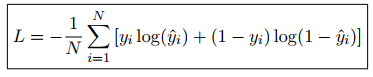 L = -\frac{1}{N} \sum_{i=1}^{N} [y_i \log(\hat{y}_i) + (1 - y_i) \log(1 - \hat{y}_i)]